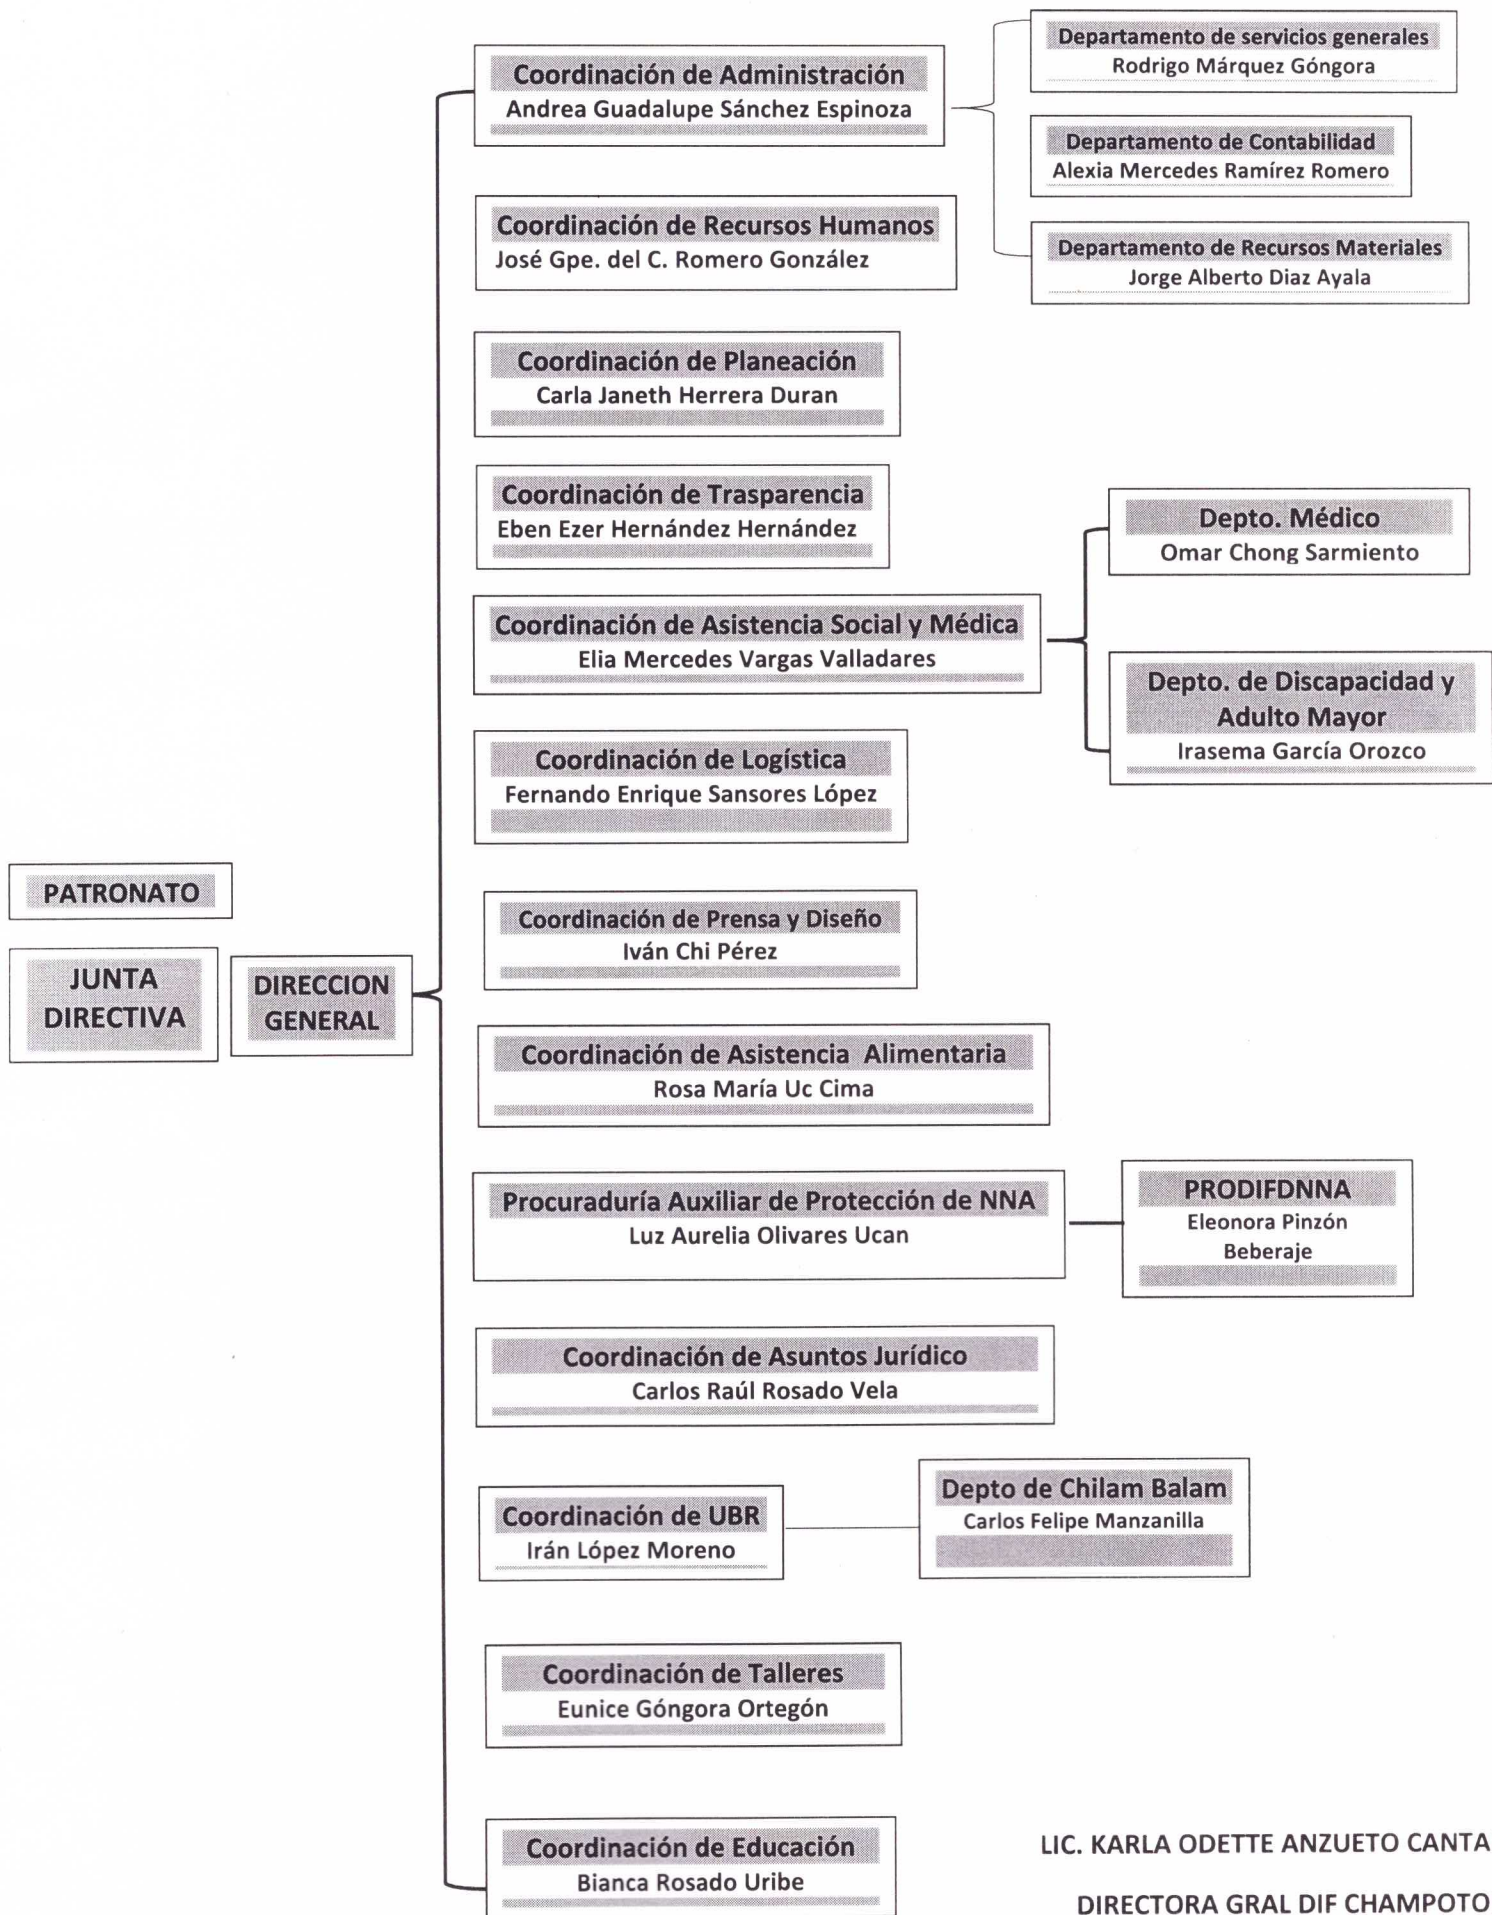 PATRONATO
JUNTA
DIRECTIVA
DIRECCION
GENERAL
Coordinación de Administración
Andrea Guadalupe Sánchez Espinoza
Departamento de servicios generales
Rodrigo Márquez Góngora
Departamento de Contabilidad
Alexia Mercedes Ramírez Romero
Departamento de Recursos Materiales
Jorge Alberto Diaz Ayala
Coordinación de Recursos Humanos
José Gpe. del C. Romero González
Coordinación de Planeación
Carla Janeth Herrera Duran
Coordinación de Trasparencia
Eben Ezer Hernández Hernández
Coordinación de Asistencia Social y Médica
Elia Mercedes Vargas Valladares
Depto. Médico
Omar Chong Sarmiento
Depto. de Discapacidad y
Adulto Mayor
Irasema García Orozco
Coordinación de Logística
Fernando Enrique Sansores López
Coordinación de Prensa y Diseño
Iván Chi Pérez
Coordinación de Asistencia Alimentaria
Rosa María Uc Cima
Procuraduría Auxiliar de Protección de NNA
Luz Aurelia Olivares Ucan
PRODIFDNNA
Eleonora Pinzón
Beberaje
Coordinación de Asuntos Jurídico
Carlos Raúl Rosado Vela
Coordinación de UBR
Irán López Moreno
Depto de Chilam Balam
Carlos Felipe Manzanilla
Coordinación de Talleres
Eunice Góngora Ortegón
Coordinación de Educación
Bianca Rosado Uribe
LIC. KARLA ODETTE ANZUETO CANTA
DIRECTORA GRAL DIF CHAMPOTO